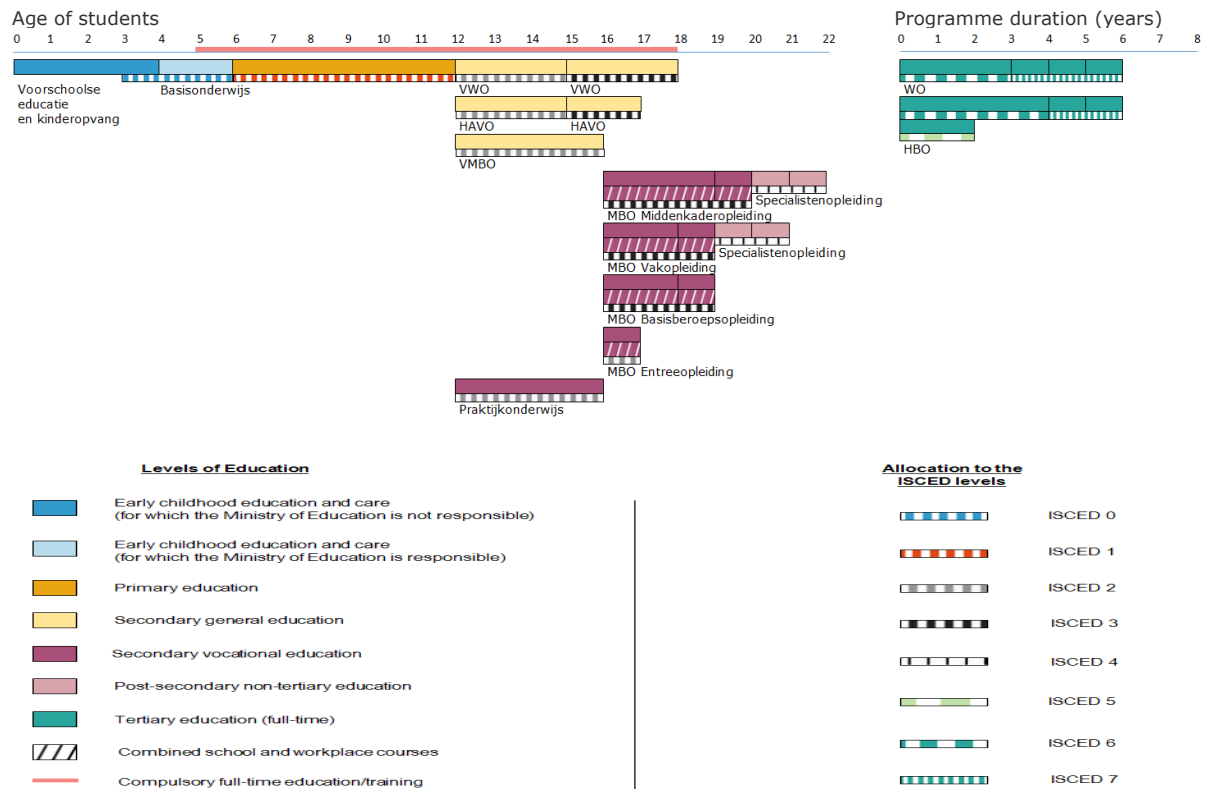 Age of students
Programme duration (years)
0 1 2 3 4 5 6 7 8 9 10 11 12 13 14 15 16 17 18 19 20 21 22
0 1 2 3 4 5 6 7 8
Voorschoolse
educatie
en kinderopvang
Basisonderwijs
VWO
VWO
HAVO
HAVO
VMBO
MBO Middenkaderopleiding
Specialistenopleiding
MBO Vakopleiding
Specialistenopleiding
MBO Basisberoepsopleiding
MBO Entreeopleiding
Praktijkonderwijs
WO
HBO
Levels of Education
Early childhood education and care
(for which the Ministry of Education is not responsible)
Early childhood education and care
(for which the Ministry of Education is responsible)
Primary education
Secondary general education
Secondary vocational education
Post-secondary non-tertiary education
Tertiary education (full-time)
Combined school and workplace courses
Compulsory full-time education/training
Allocation to the
ISCED levels
ISCED 0
ISCED 1
ISCED 2
ISCED 3
ISCED 4
ISCED 5
ISCED 6
ISCED 7